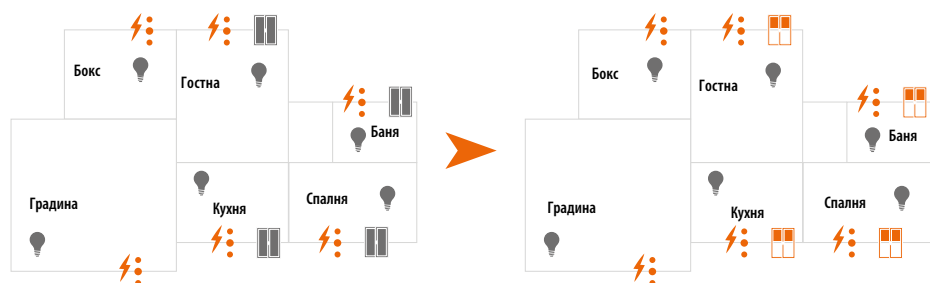 Бокс
Гостна
Баня
Градина
Кухня
Спалня
Бокс
Гостна
Баня
Градина
Кухня
Спалня